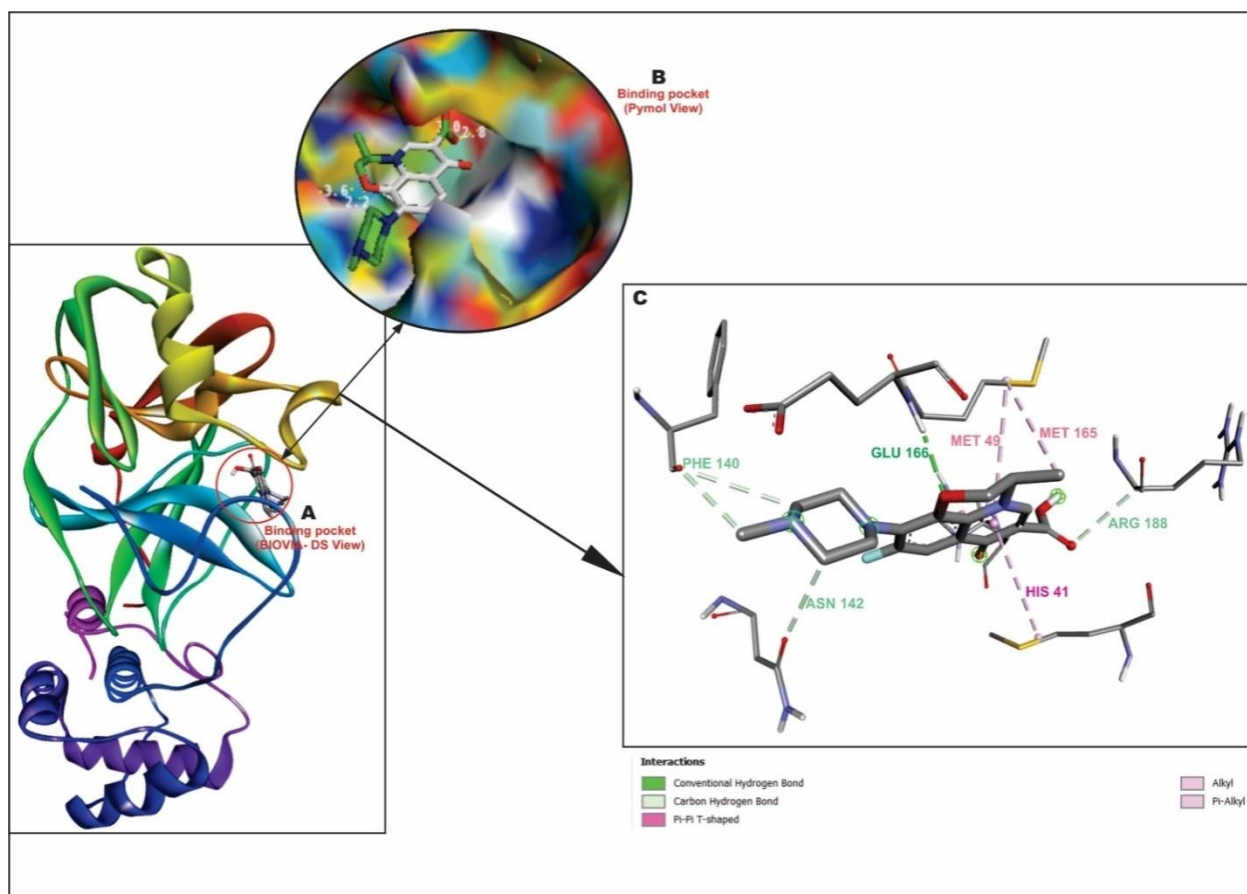 B
Binding pocket
(Pymol View)
3.0
2.8
3.6
2.2
A
Binding pocket
(BIOVIA- DS View)
C
PHE 140
GLU 166
MET 49
MET 165
ARG 188
ASN 142
HIS 41
Interactions
Conventional Hydrogen Bond
Carbon Hydrogen Bond
Pi-Pi T-shaped
Alkyl
Pi-Alkyl